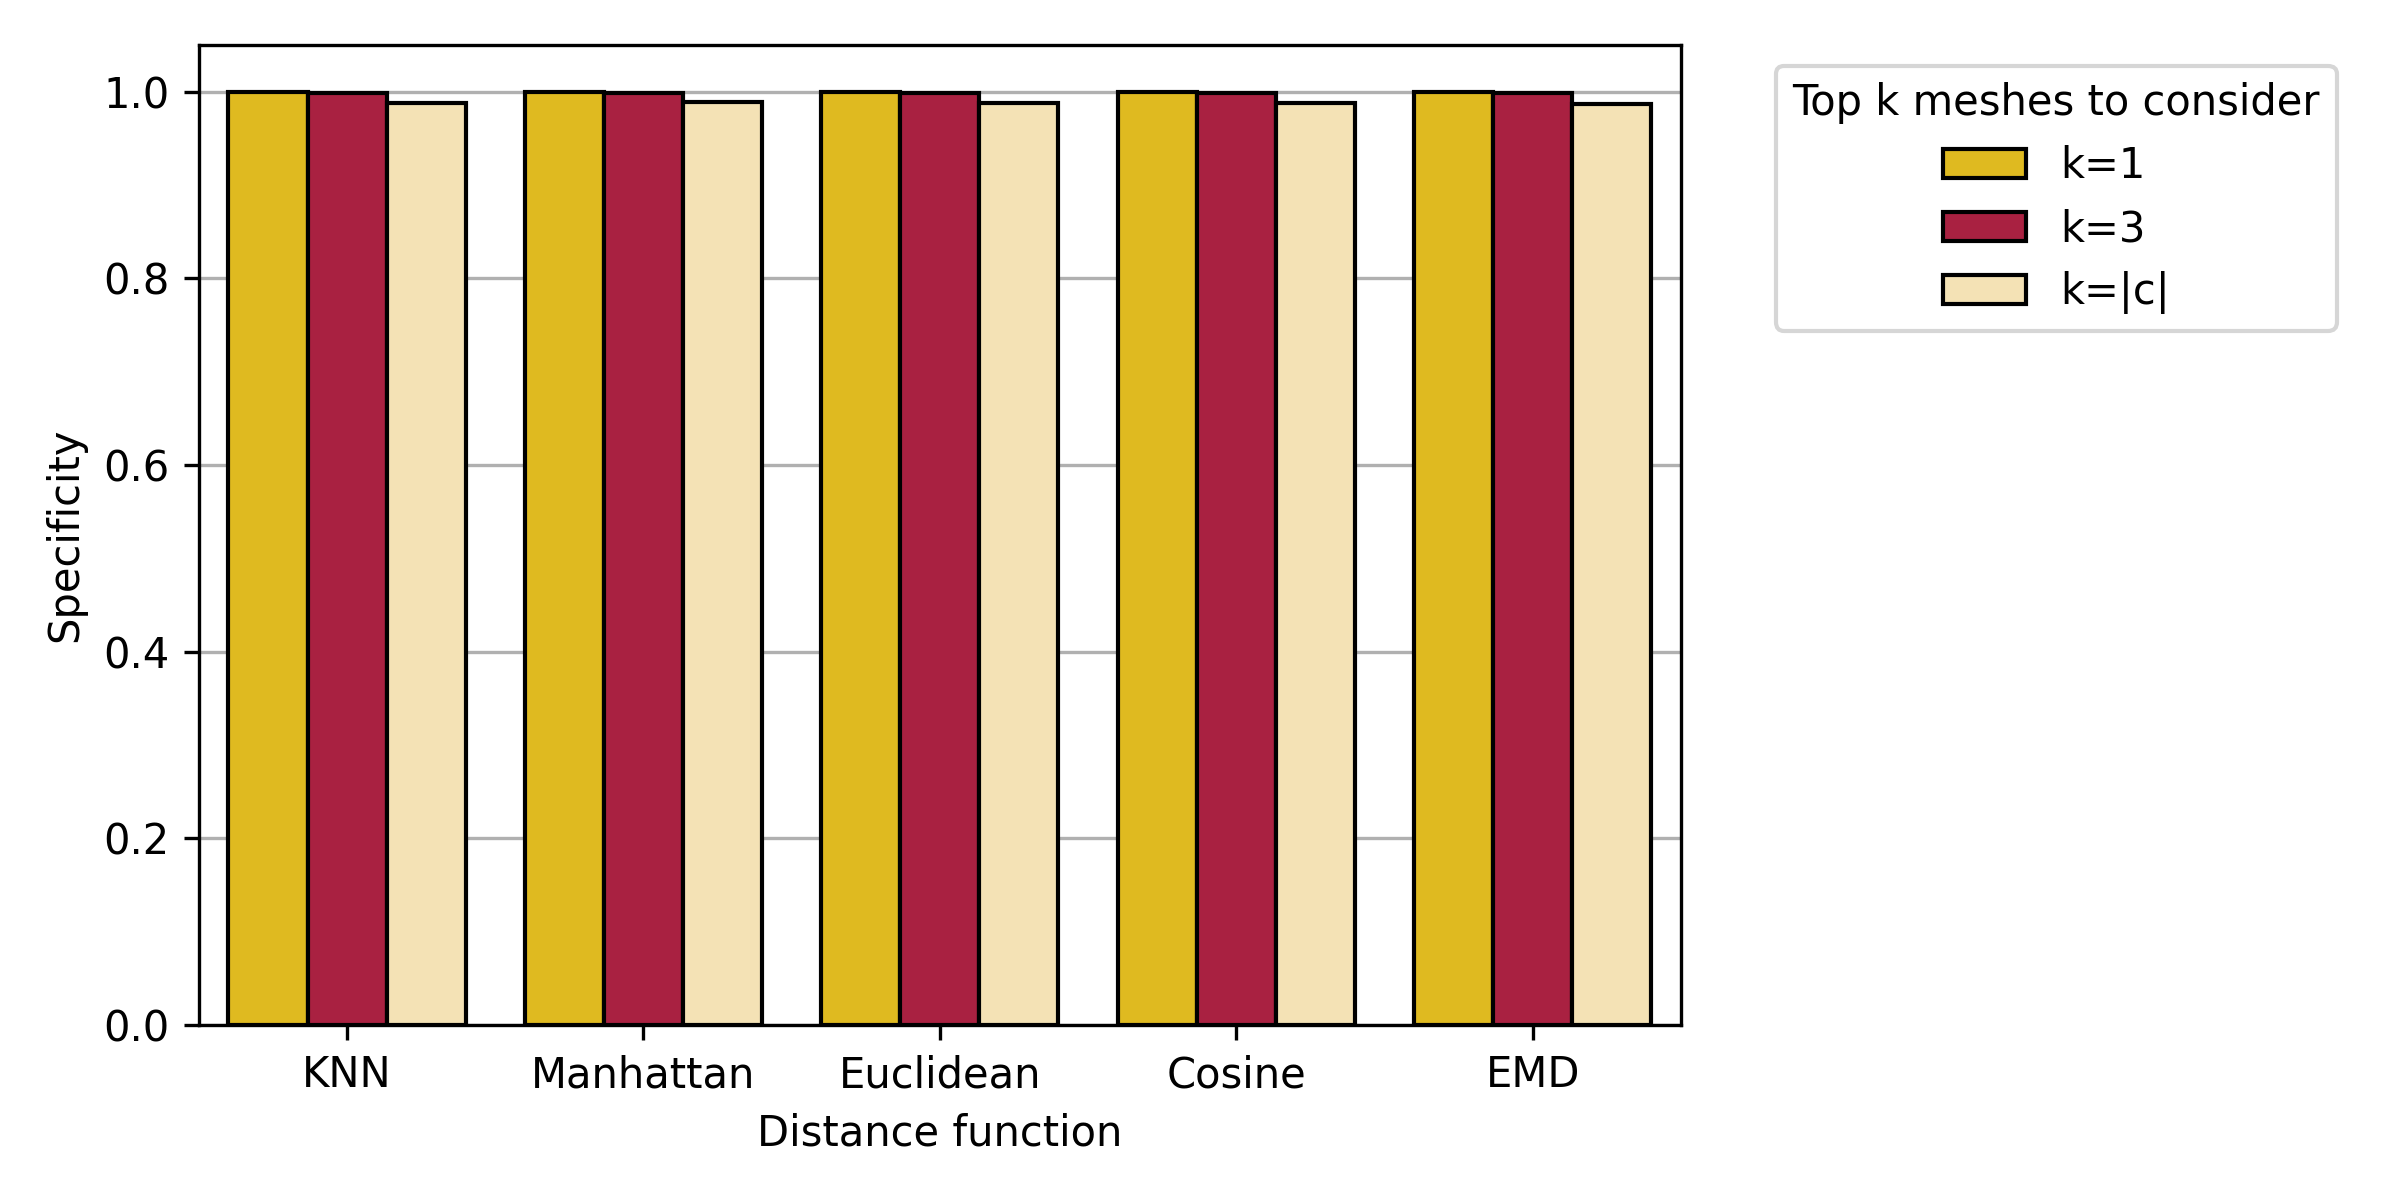 1.0
0.8
0.6
0.4
0.2
0.0
Specificity
KNN
Manhattan
Euclidean
Cosine
EMD
Distance function
Top k meshes to consider
k=1
k=3
k=|c|